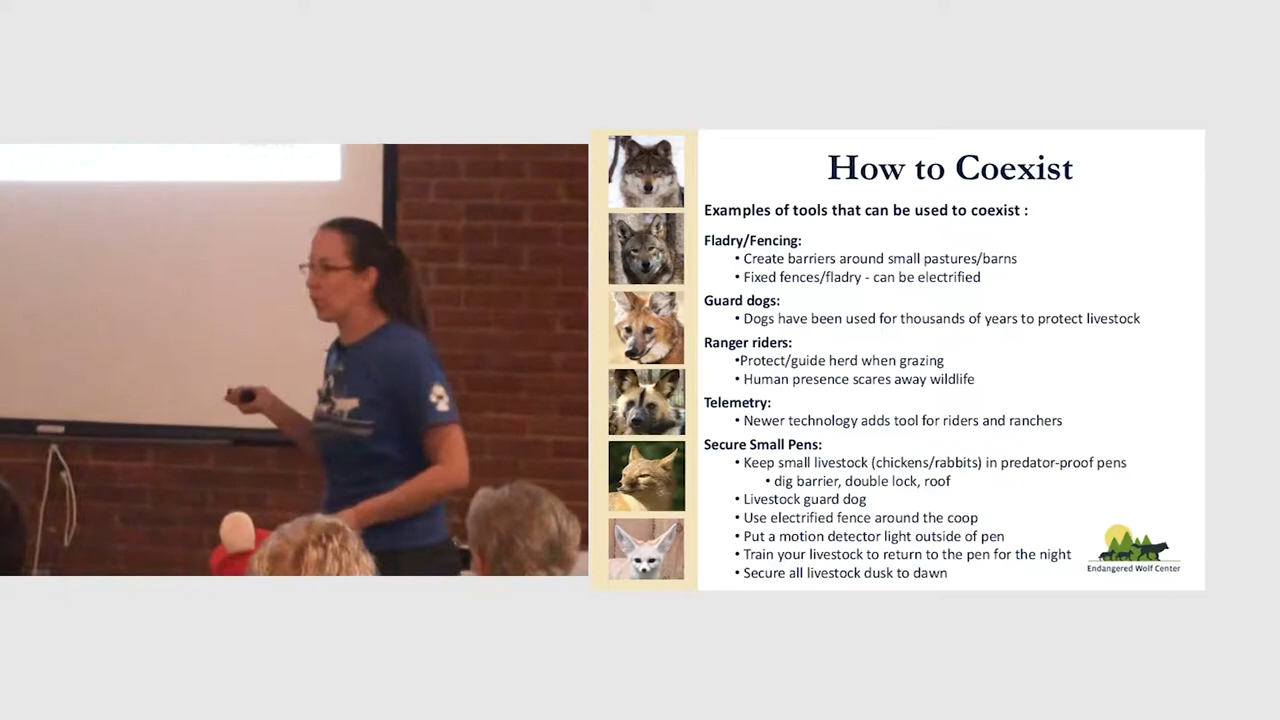 How to Coexist
Examples of tools that can be used to coexist :
Fladry/Fencing:
• Create barriers around small pastures/barns
• Fixed fences/fladry - can be electrified
Guard dogs:
• Dogs have been used for thousands of years to protect livestock
Ranger riders:
•Protect/guide herd when grazing
• Human presence scares away wildlife
Telemetry:
• Newer technology adds tool for riders and ranchers
Secure Small Pens:
• Keep small livestock (chickens/rabbits) in predator-proof pens
• dig barrier, double lock, roof
• Livestock guard dog
• Use electrified fence around the coop
• Put a motion detector light outside of pen
• Train your livestock to return to the pen for the night
• Secure all livestock dusk to dawn
Endangered Wolf Center